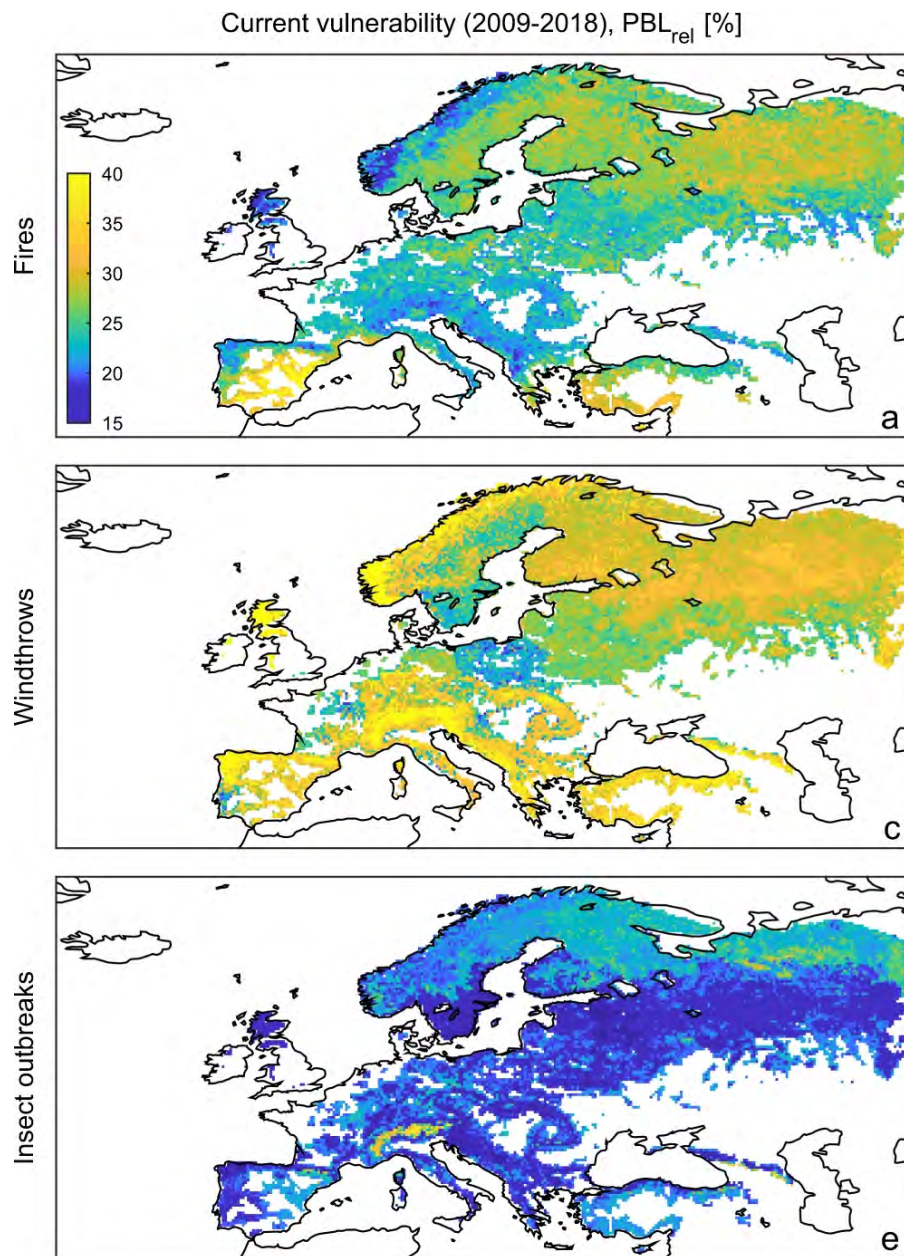 Current vulnerability (2009-2018), PBLrel [%]
Fires
40
35
30
25
20
15
a
Windthrows
c
Insect outbreaks
e